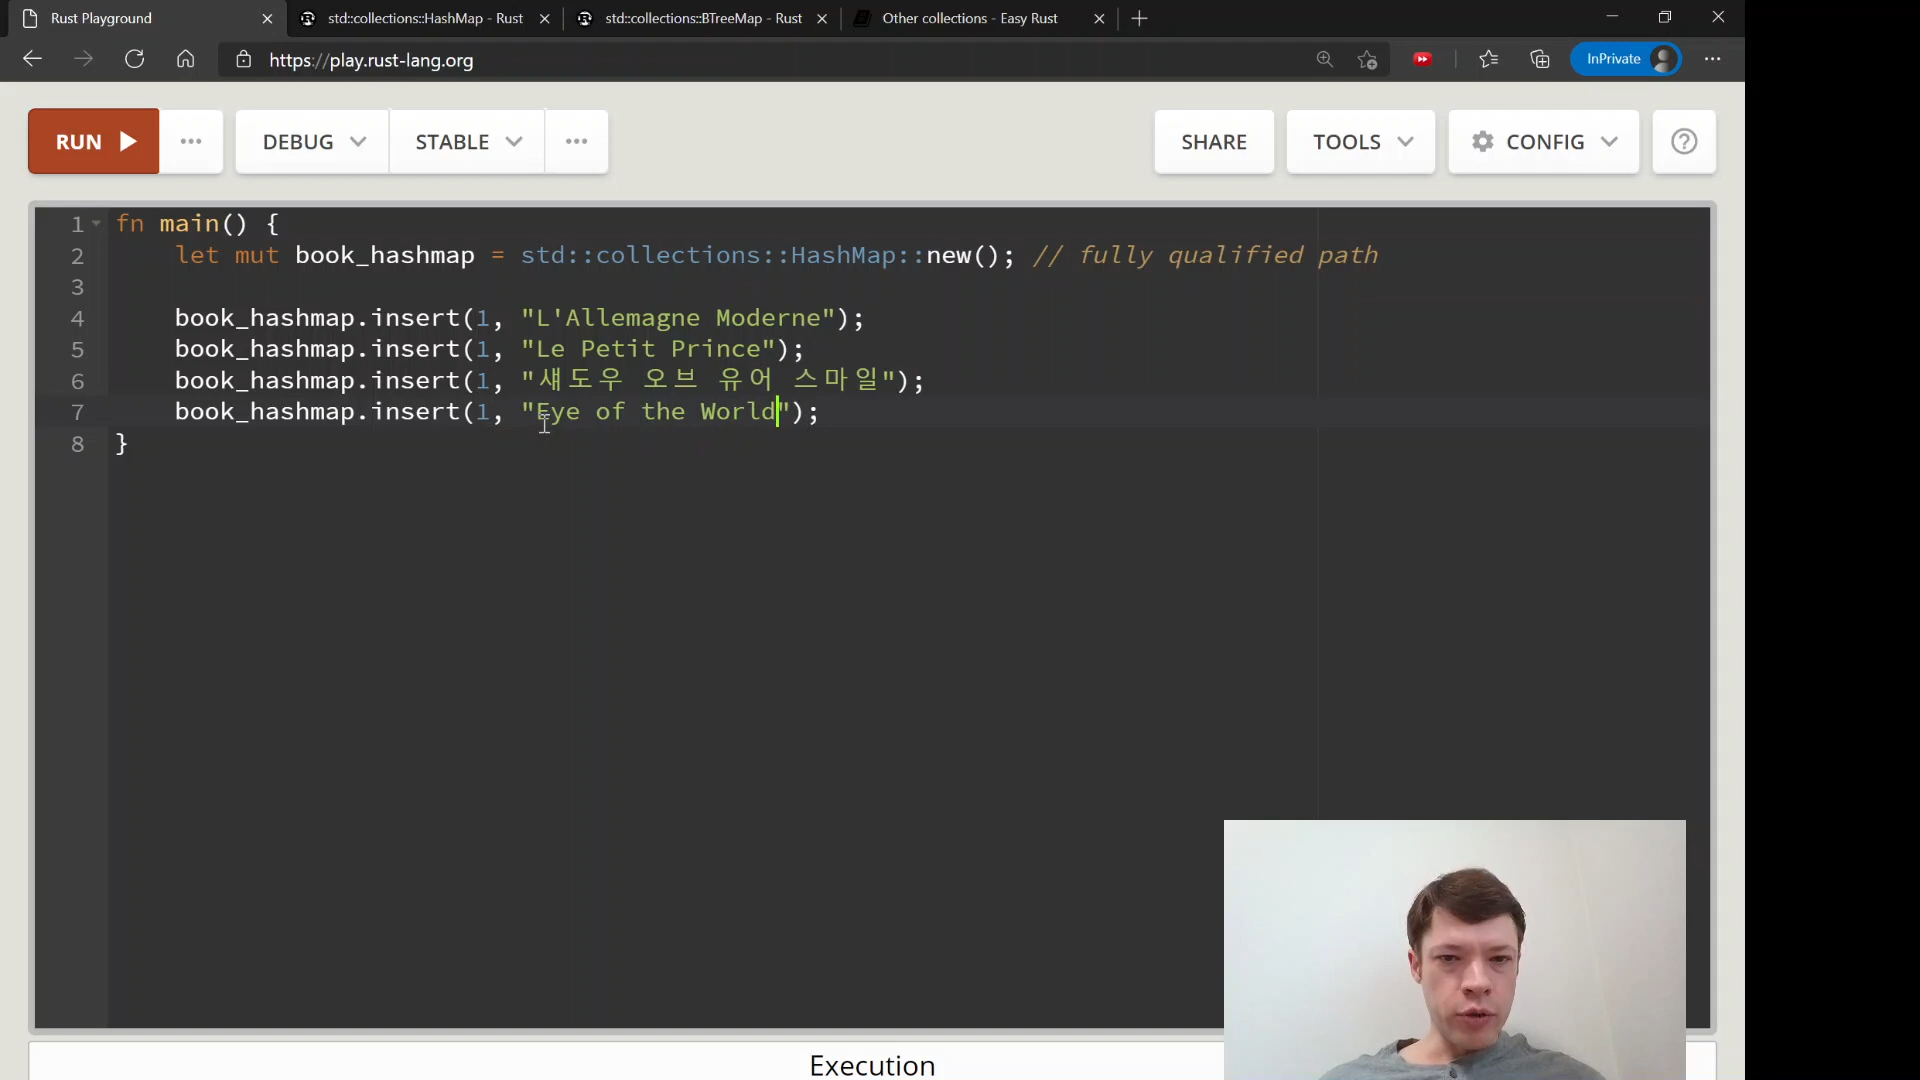 Rust Playground
std::collections::HashMap - Rust
std::collections::BTreeMap - Rust
Other collections - Easy Rust
https://play.rust-lang.org
InPrivate
RUN
DEBUG
STABLE
SHARE
TOOLS
CONFIG
1 fn main() {
2 let mut book_hashmap = std::collections::HashMap::new(); // fully qualified path
3
4 book_hashmap.insert(1, "L'Allemagne Moderne");
5 book_hashmap.insert(1, "Le Petit Prince");
6 book_hashmap.insert(1, "섀도우 오브 유어 스마일");
7 book_hashmap.insert(1, "Eye of the World");
8 }
Execution